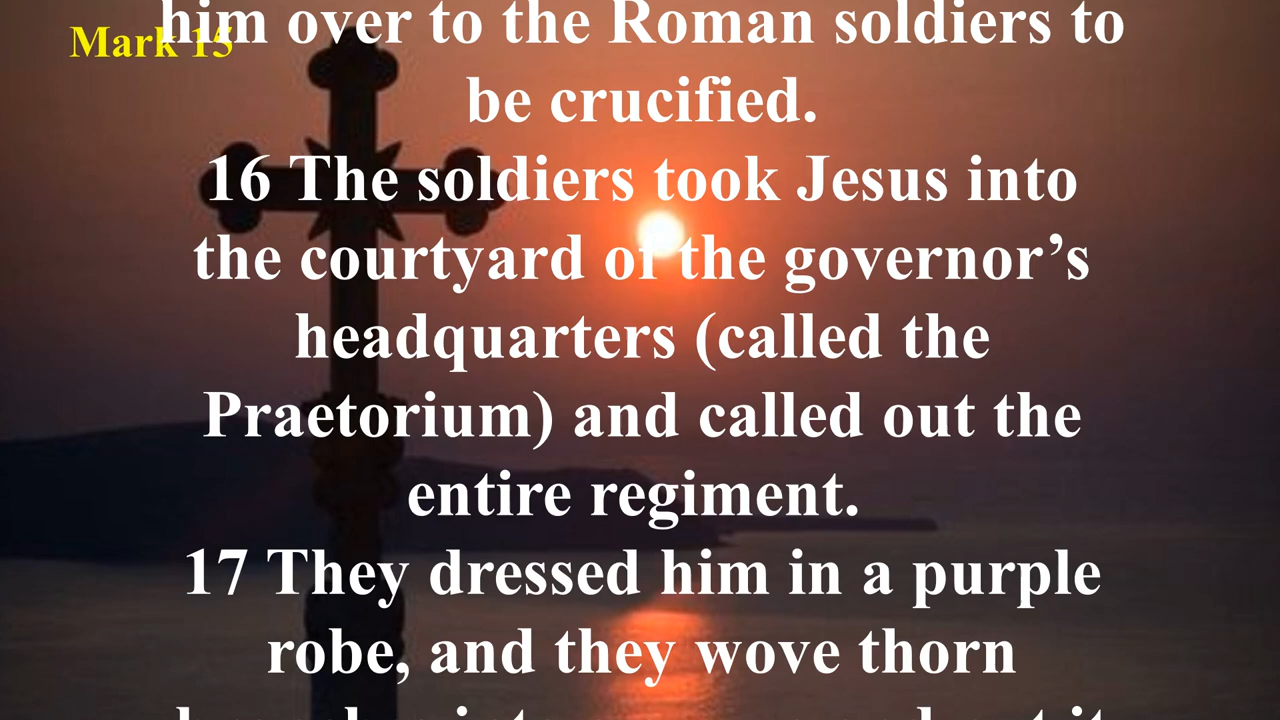 Mark 15
him over to the Roman soldiers to
be crucified.
16 The soldiers took Jesus into
the courtyard of the governor’s
headquarters (called the
Praetorium) and called out the
entire regiment.
17 They dressed him in a purple
robe, and they wove thorn